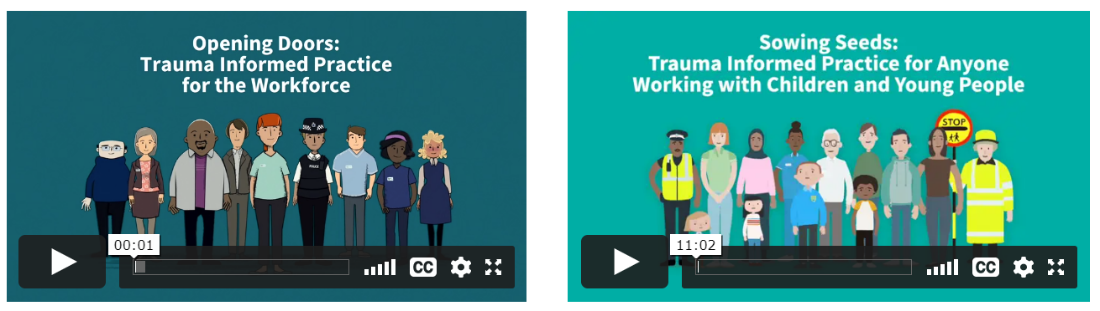 Opening Doors:
Trauma Informed Practice
for the Workforce
00:01
CC
Sowing Seeds:
Trauma Informed Practice for Anyone
Working with Children and Young People
STOP
11:02
CC